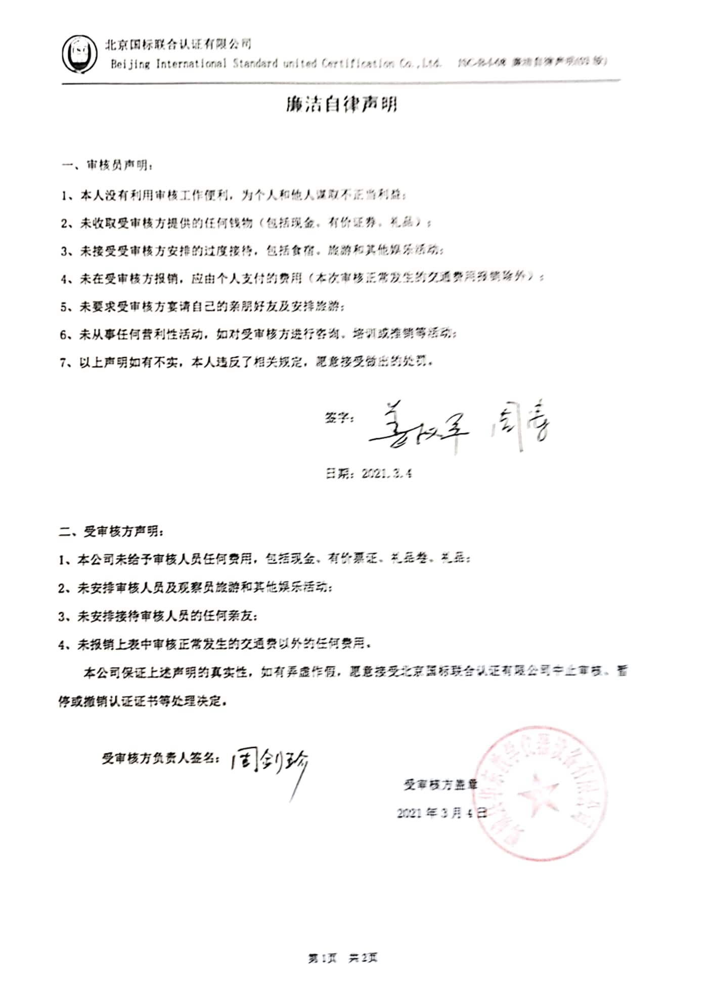 北京国标联合认证有限公司
Beijing International Standard united Certification Co.,Ltd. 廉洁自律声明
廉洁自律声明
一、审核员声明：
1、本人没有利用审核工作便利，为个人和他人谋取不正当利益；
2、未收取受审核方提供的任何钱物（包括现金、有价证券、礼品）；
3、未接受受审核方安排的过度接待，包括食宿、旅游和其他娱乐活动；
4、未在受审核方报销，应由个人支付的费用（本次审核正常发生的交通费用报销除外）；
5、未要求受审核方宴请自己的亲朋好友及安排旅游；
6、未从事任何营利性活动，如对受审核方进行咨询、培训或推销等活动；
7、以上声明如有不实，本人违反了相关规定，愿意接受做出的处罚。
签字： 周涛
日期：2021.3.4
二、受审核方声明：
1、本公司未给予审核人员任何费用，包括现金、有价票证、礼品卷、礼品；
2、未安排审核人员及观察员旅游和其他娱乐活动；
3、未安排接待审核人员的任何亲友；
4、未报销上表中审核正常发生的交通费以外的任何费用。
本公司保证上述声明的真实性，如有弄虚作假，愿意接受北京国标联合认证有限公司中止审核、暂
停或撤销认证证书等处理决定。
受审核方负责人签名：周剑珍
受审核方盖章
2021年3月4日
第1页 共2页